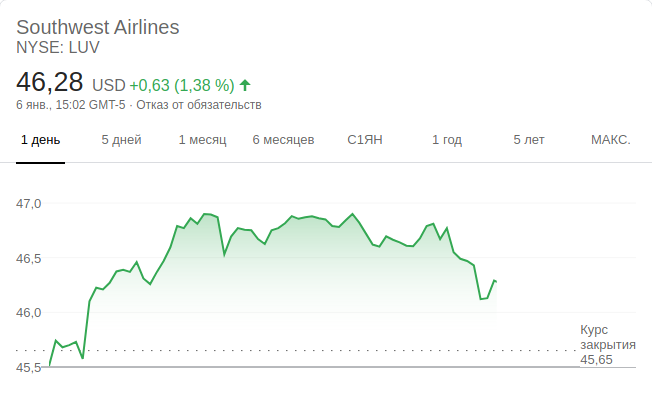 Southwest Airlines
NYSE: LUV
46,28 USD +0,63 (1,38 %)
6 янв., 15:02 GMT-5 · Отказ от обязательств
1 день 5 дней 1 месяц 6 месяцев С1ЯН 1 год 5 лет МАКС.
47,0
46,5
46,0
45,5
Курс
закрытия
45,65